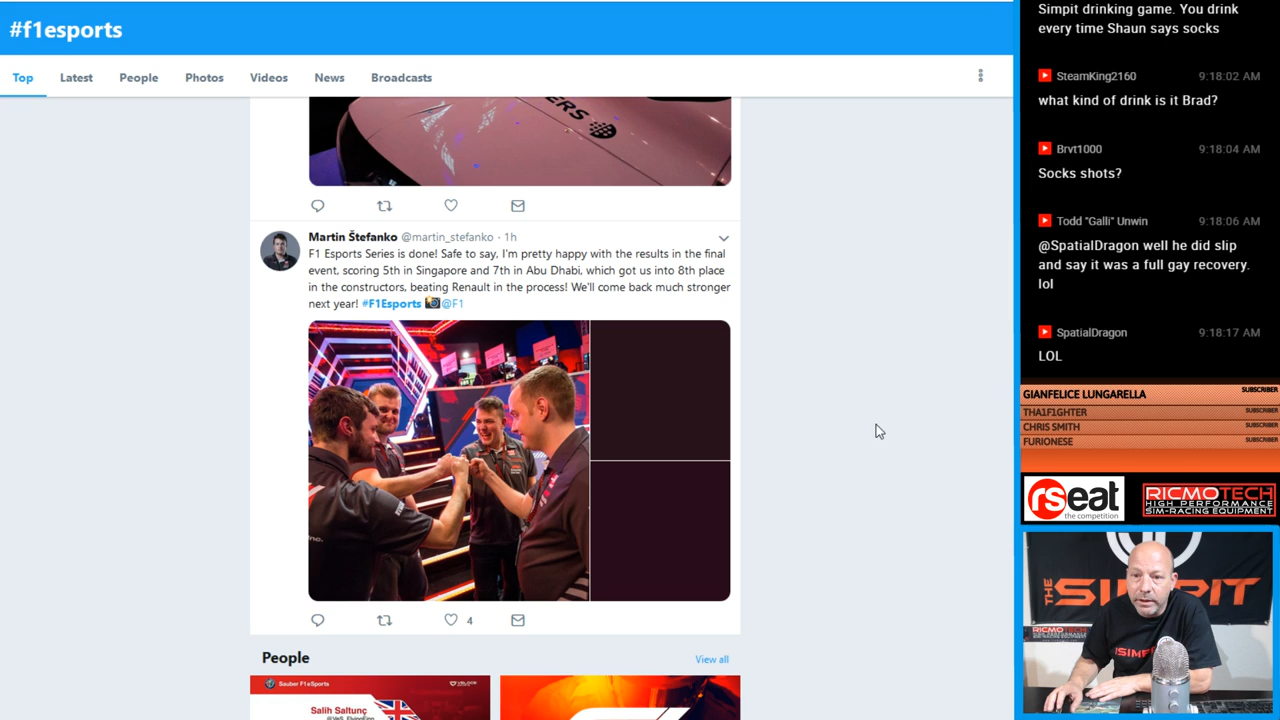 #f1esports
Top
Latest
People
Photos
Videos
News
Broadcasts
ERS
Martin Štefanko @martin_stefanko · 1h
F1 Esports Series is done! Safe to say, I'm pretty happy with the results in the final
event, scoring 5th in Singapore and 7th in Abu Dhabi, which got us into 8th place
in the constructors, beating Renault in the process! We'll come back much stronger
next year! #F1Esports @F1
4
People
View all
Sauber F1eSports
Salih Saltunç
Simpit drinking game. You drink
every time Shaun says socks
SteamKing2160
9:18:02 AM
what kind of drink is it Brad?
Brvt1000
9:18:04 AM
Socks shots?
Todd "Galli" Unwin
9:18:06 AM
@SpatialDragon well he did slip
and say it was a full gay recovery.
lol
SpatialDragon
9:18:17 AM
LOL
GIANFELICE LUNGARELLA SUBSCRIBER
THA1F1GHTER SUBSCRIBER
CHRIS SMITH SUBSCRIBER
FURIONESE SUBSCRIBER
rseat
the competition
RICMOTECH
HIGH PERFORMANCE
SIM-RACING EQUIPMENT
THE SIMPIT
RICMOTECH